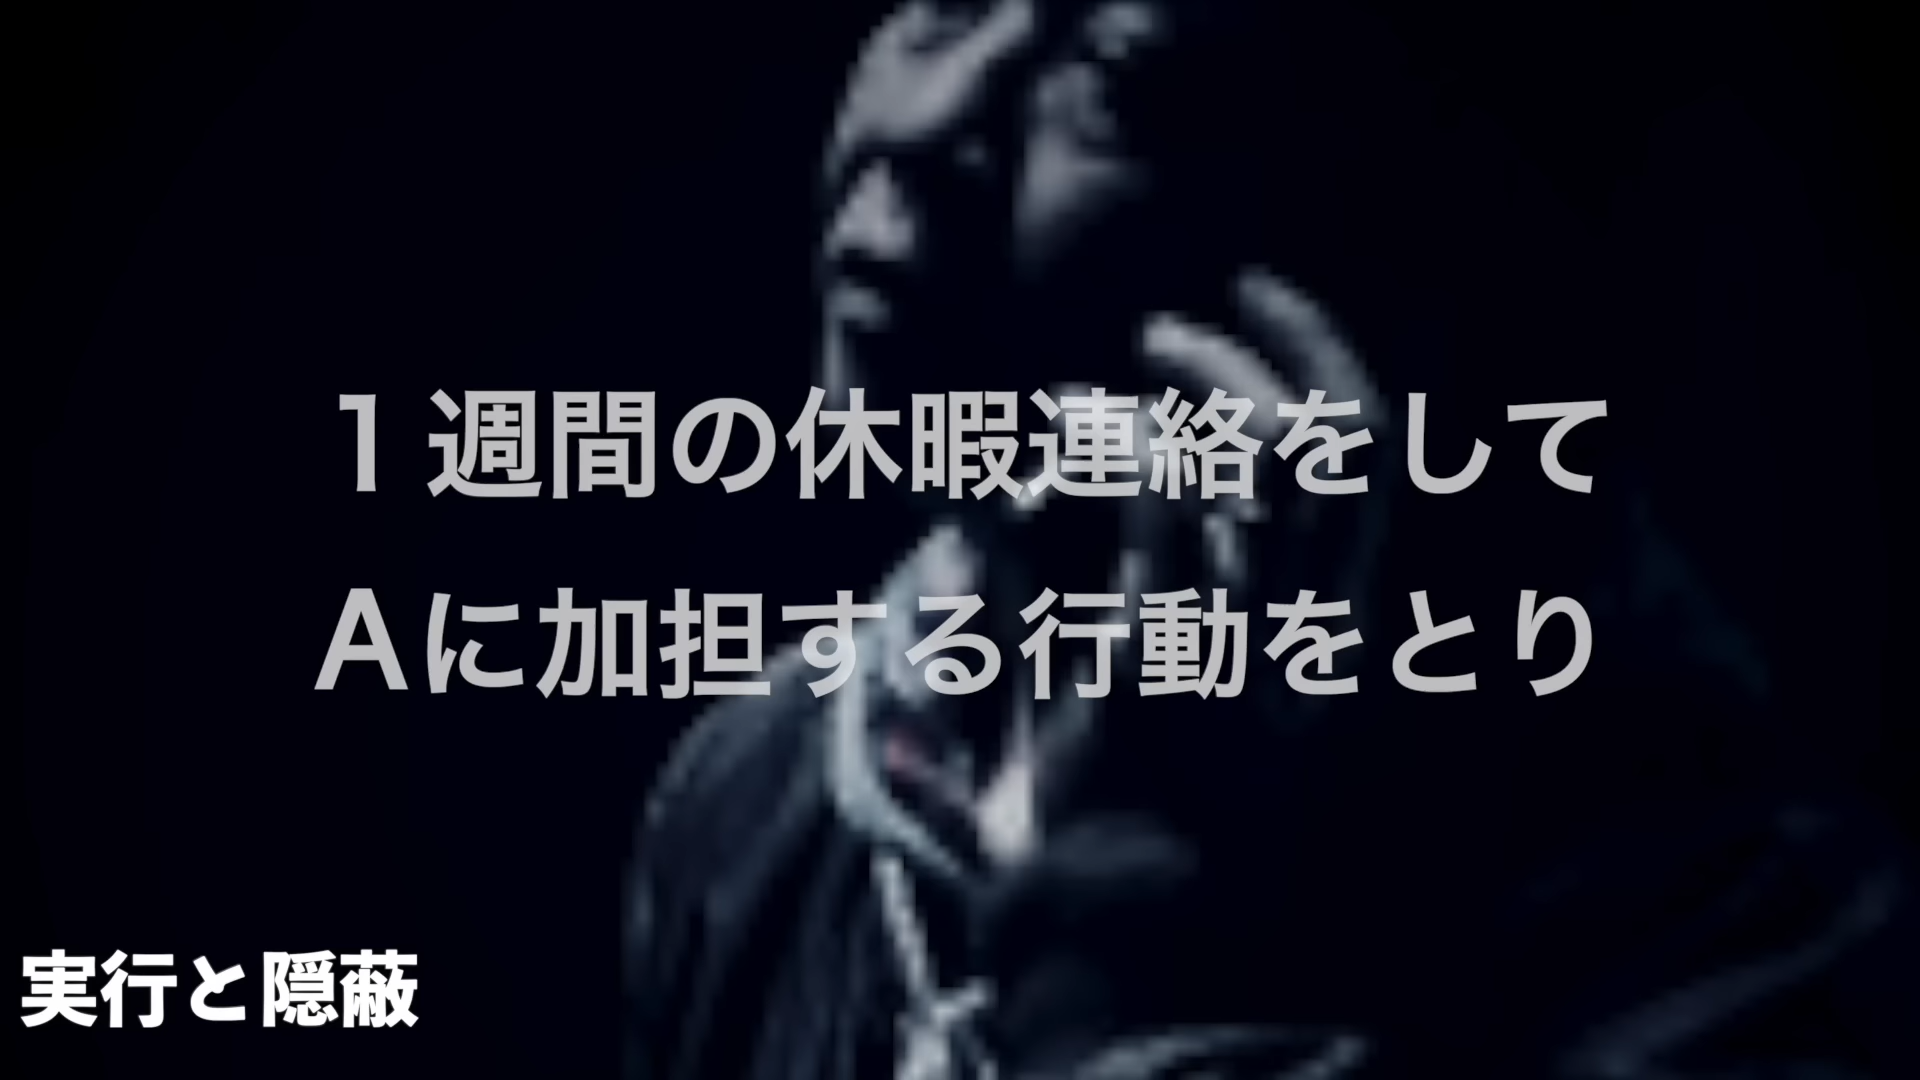 １週間の休暇連絡をして
Aに加担する行動をとり
実行と隠蔽